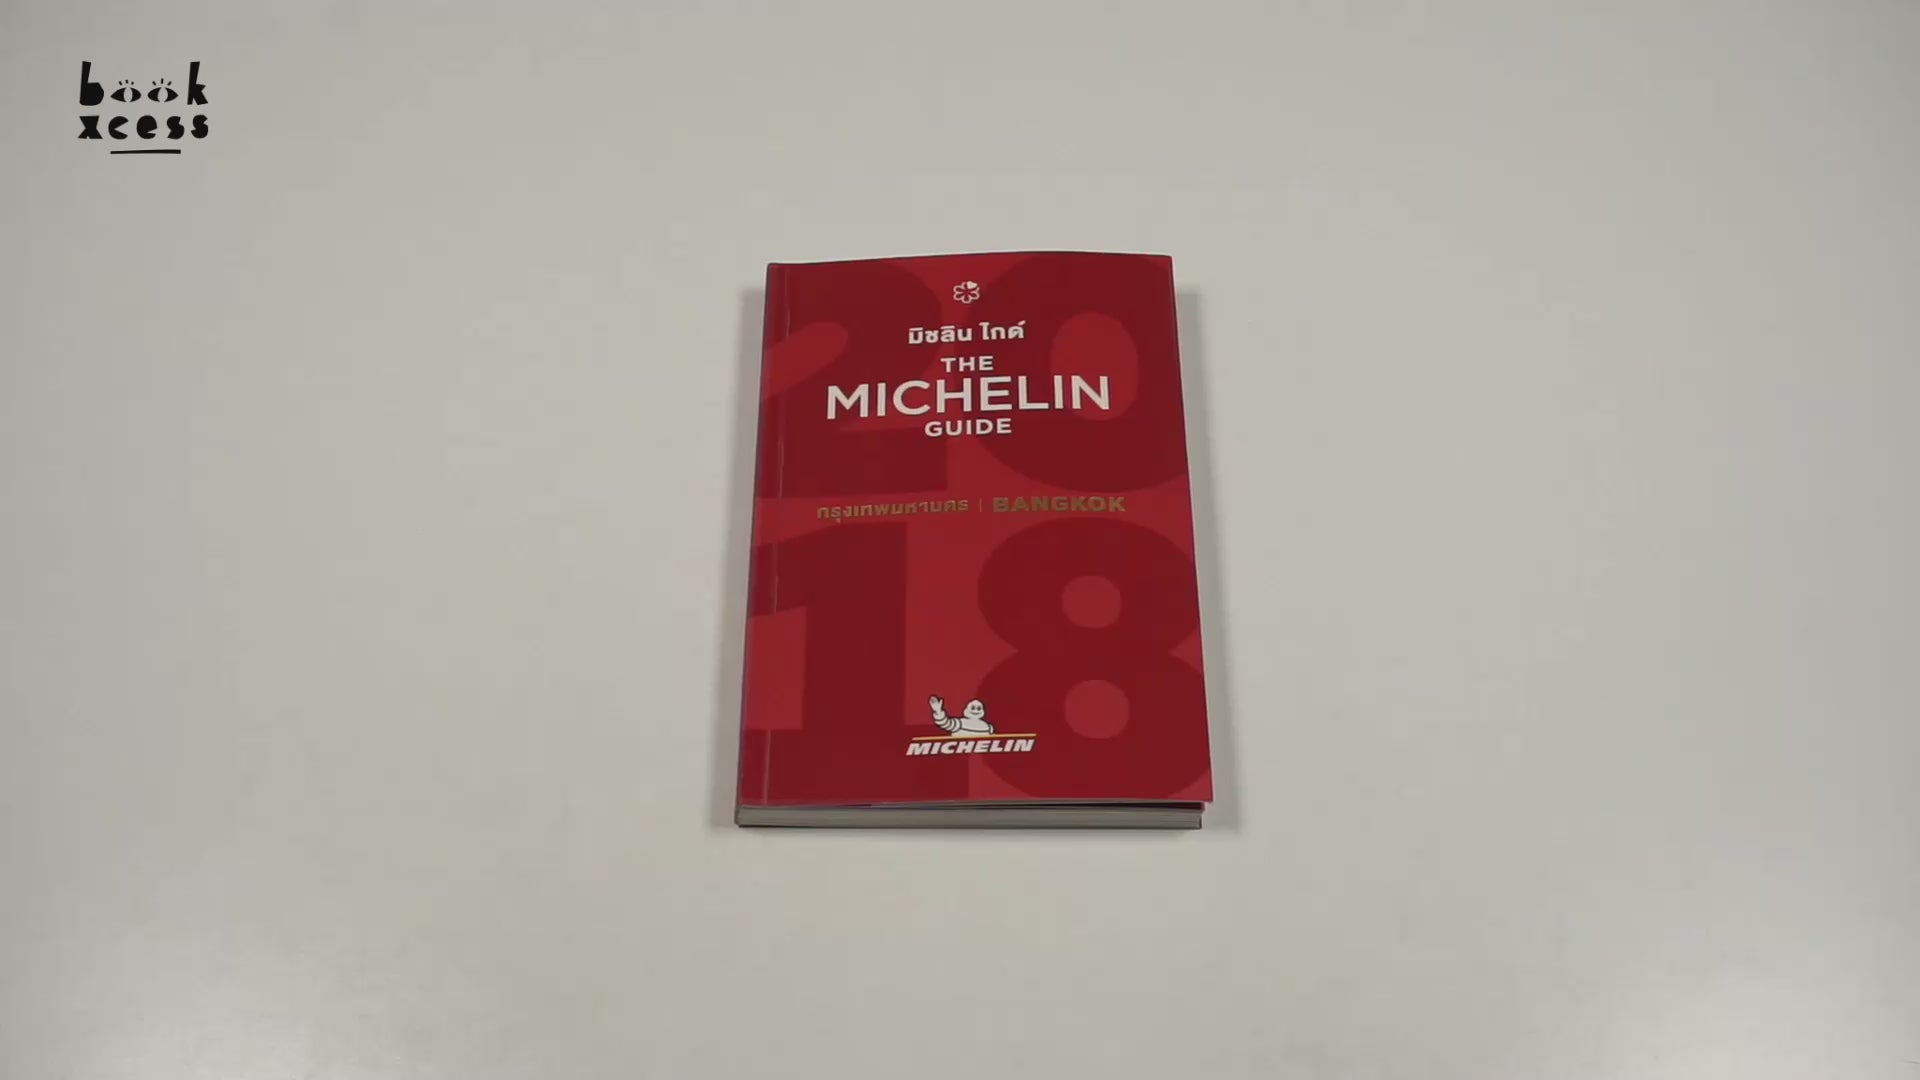 book
xcess
มิชลิน ไกด์
THE
MICHELIN
GUIDE
กรุงเทพมหานคร | BANGKOK
2018
MICHELIN